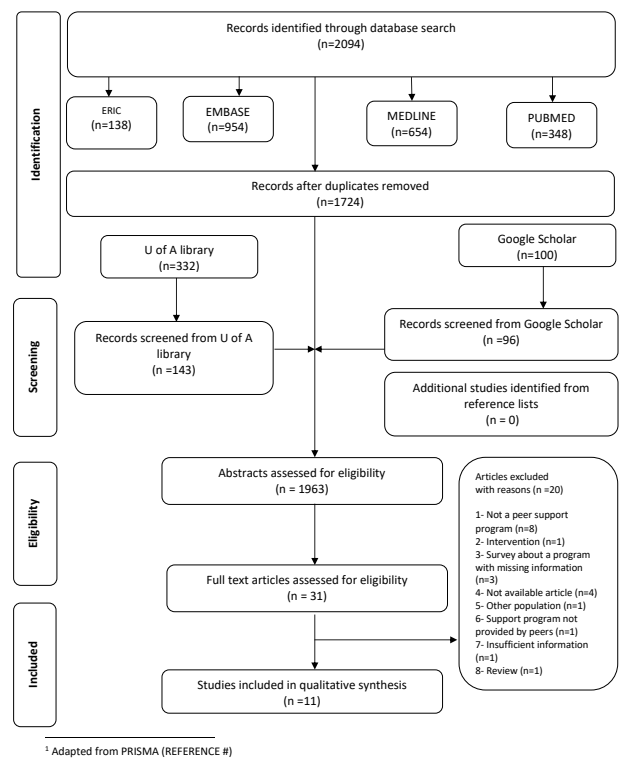 Records identified through database search
(n=2094)
ERIC
(n=138)
EMBASE
(n=954)
MEDLINE
(n=654)
PUBMED
(n=348)
Identification
Records after duplicates removed
(n=1724)
U of A library
(n=332)
Google Scholar
(n=100)
Screening
Records screened from U of A
library
(n =143)
Records screened from Google Scholar
(n =96)
Additional studies identified from
reference lists
(n = 0)
Eligibility
Abstracts assessed for eligibility
(n = 1963)
Full text articles assessed for eligibility
(n = 31)
Articles excluded
with reasons (n =20)
1- Not a peer support
program (n=8)
2- Intervention (n=1)
3- Survey about a program
with missing information
(n=3)
4- Not available article (n=4)
5- Other population (n=1)
6- Support program not
provided by peers (n=1)
7- Insufficient information
(n=1)
8- Review (n=1)
Included
Studies included in qualitative synthesis
(n =11)
1 Adapted from PRISMA (REFERENCE #)